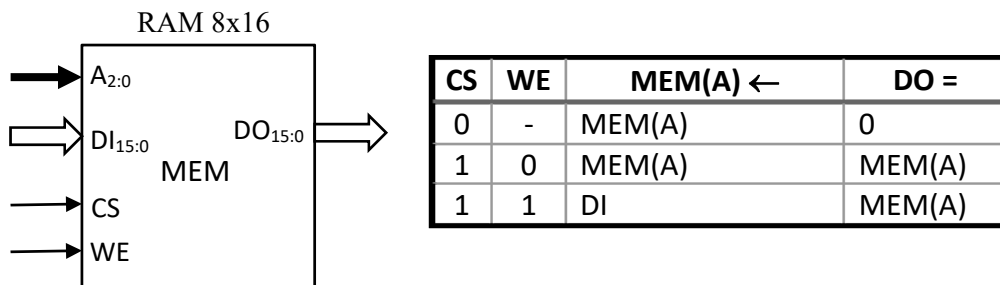 RAM 8x16
A2:0
DI15:0
DO15:0
MEM
CS
WE
CS WE MEM(A) ← DO =
0 - MEM(A) 0
1 0 MEM(A) MEM(A)
1 1 DI MEM(A)